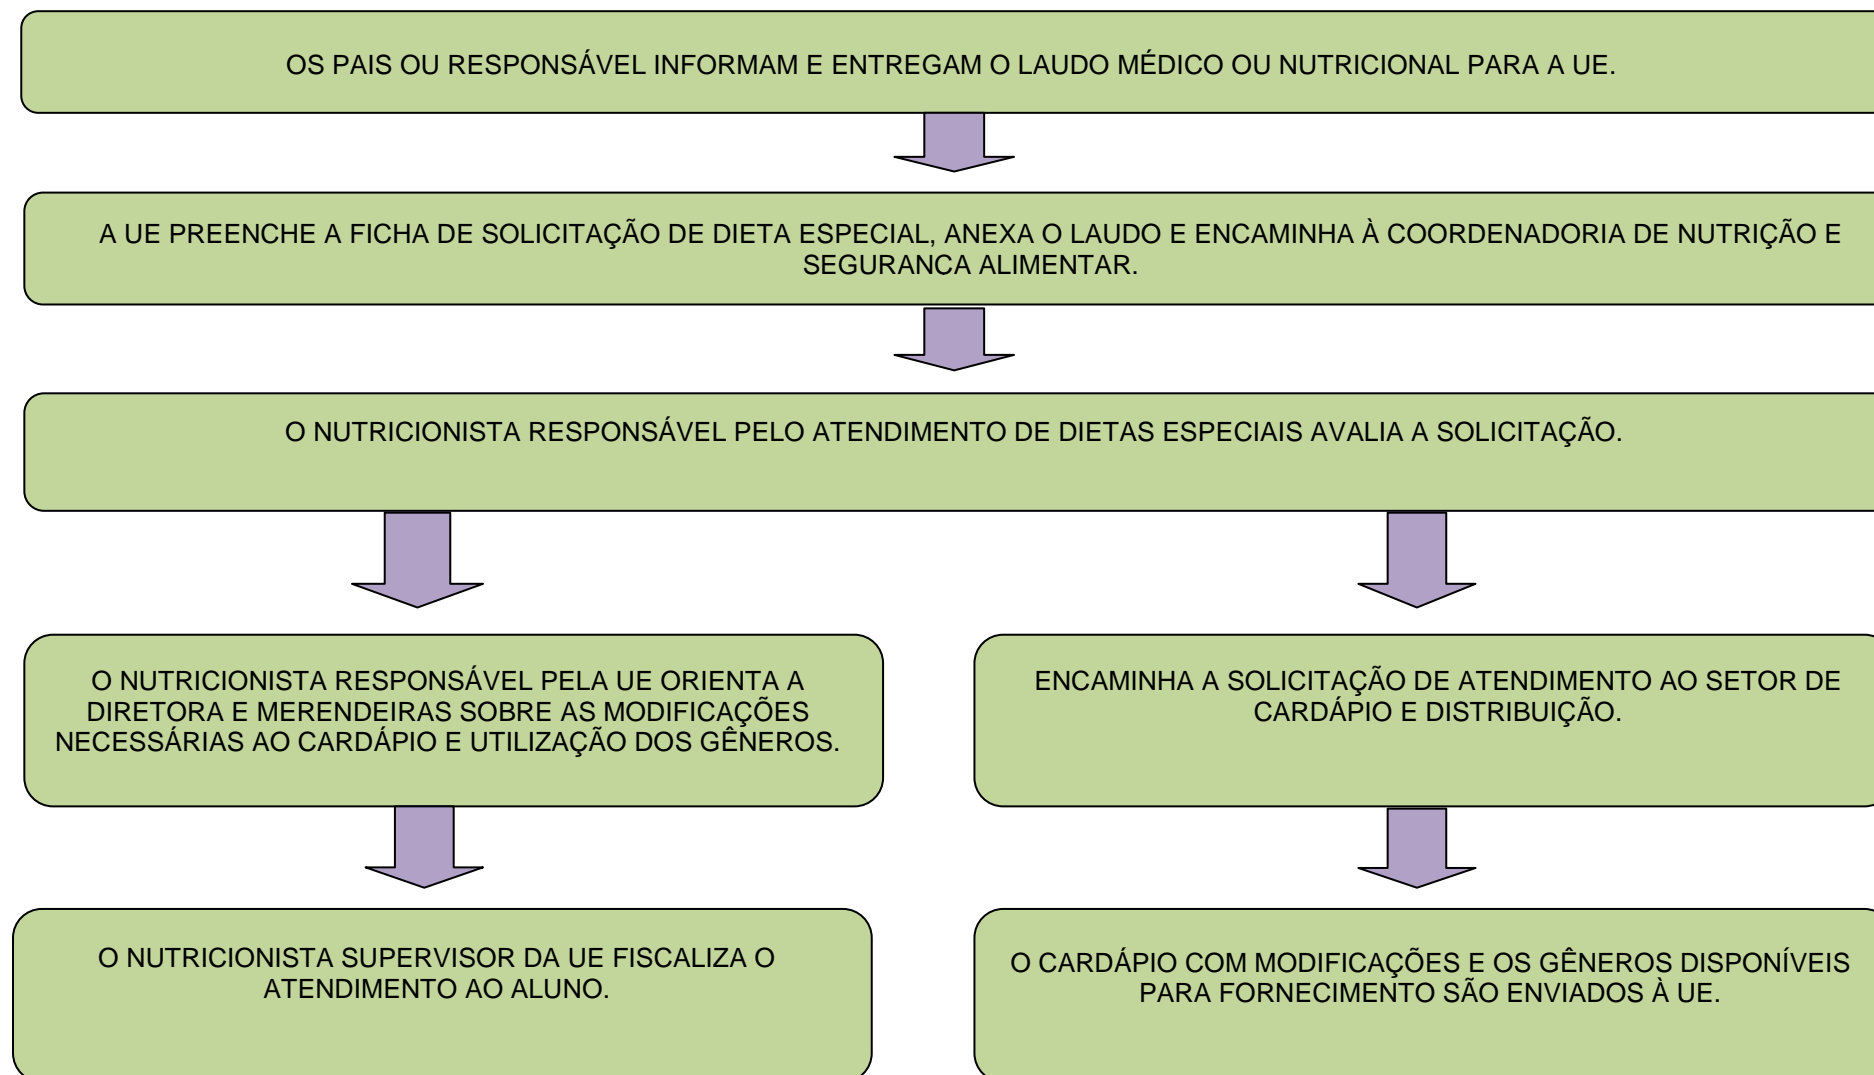 OS PAIS OU RESPONSÁVEL INFORMAM E ENTREGAM O LAUDO MÉDICO OU NUTRICIONAL PARA A UE.
A UE PREENCHE A FICHA DE SOLICITAÇÃO DE DIETA ESPECIAL, ANEXA O LAUDO E ENCAMINHA À COORDENADORIA DE NUTRIÇÃO E
SEGURANCA ALIMENTAR.
O NUTRICIONISTA RESPONSÁVEL PELO ATENDIMENTO DE DIETAS ESPECIAIS AVALIA A SOLICITAÇÃO.
O NUTRICIONISTA RESPONSÁVEL PELA UE ORIENTA A
DIRETORA E MERENDEIRAS SOBRE AS MODIFICAÇÕES
NECESSÁRIAS AO CARDÁPIO E UTILIZAÇÃO DOS GÊNEROS.
ENCAMINHA A SOLICITAÇÃO DE ATENDIMENTO AO SETOR DE
CARDÁPIO E DISTRIBUIÇÃO.
O NUTRICIONISTA SUPERVISOR DA UE FISCALIZA O
ATENDIMENTO AO ALUNO.
O CARDÁPIO COM MODIFICAÇÕES E OS GÊNEROS DISPONÍVEIS
PARA FORNECIMENTO SÃO ENVIADOS À UE.